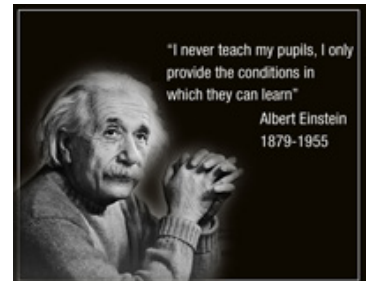 “I never teach my pupils, I only
provide the conditions in
which they can learn”
Albert Einstein
1879-1955